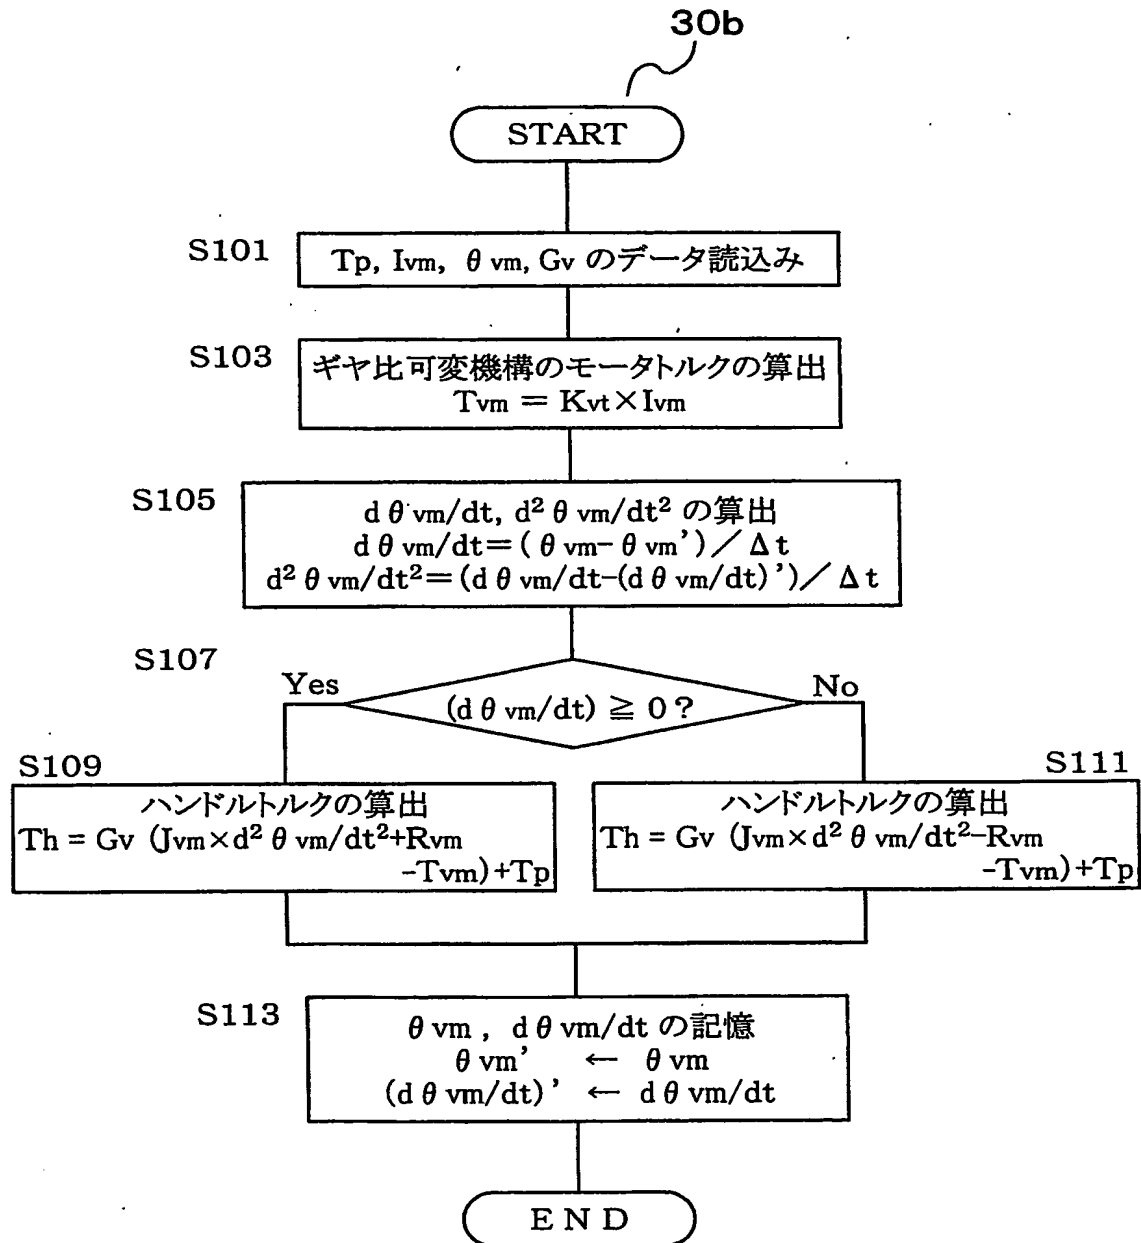 30b
START
S101
Tp, Ivm, θvm, Gv のデータ読込み
S103
ギヤ比可変機構のモータトルクの算出
Tvm = Kvt×Ivm
S105
dθvm/dt, d²θvm/dt² の算出
dθvm/dt=(θvm-θvm')/Δt
d²θvm/dt²=(dθvm/dt-(dθvm/dt)')/Δt
S107
Yes
(dθvm/dt) ≧ 0?
No
S109
ハンドルトルクの算出
Th = Gv (Jvm×d²θvm/dt²+Rvm
-Tvm)+Tp
S111
ハンドルトルクの算出
Th = Gv (Jvm×d²θvm/dt²-Rvm
-Tvm)+Tp
S113
θvm , dθvm/dt の記憶
θvm' ← θvm
(dθvm/dt)' ← dθvm/dt
END